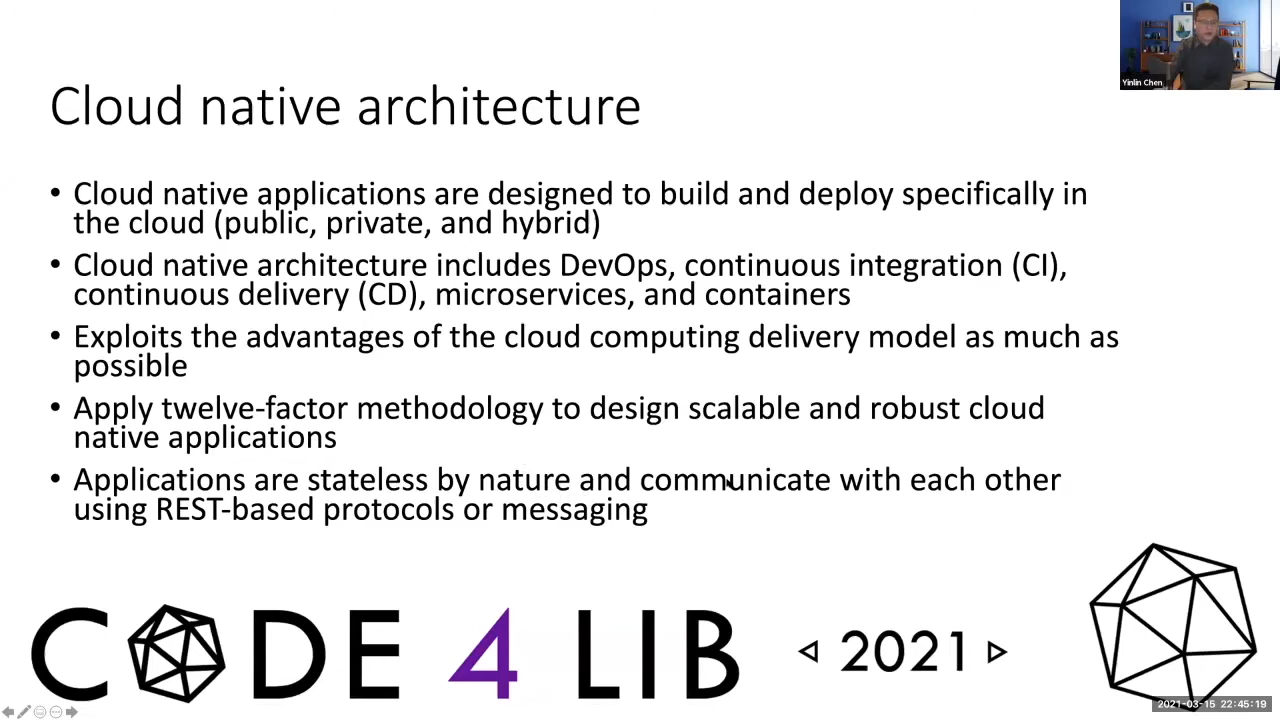 Yinlin Chen
Cloud native architecture
• Cloud native applications are designed to build and deploy specifically in
the cloud (public, private, and hybrid)
• Cloud native architecture includes DevOps, continuous integration (CI),
continuous delivery (CD), microservices, and containers
• Exploits the advantages of the cloud computing delivery model as much as
possible
• Apply twelve-factor methodology to design scalable and robust cloud
native applications
• Applications are stateless by nature and communicate with each other
using REST-based protocols or messaging
CODE 4 LIB
2021
2021-03-15 22:45:19